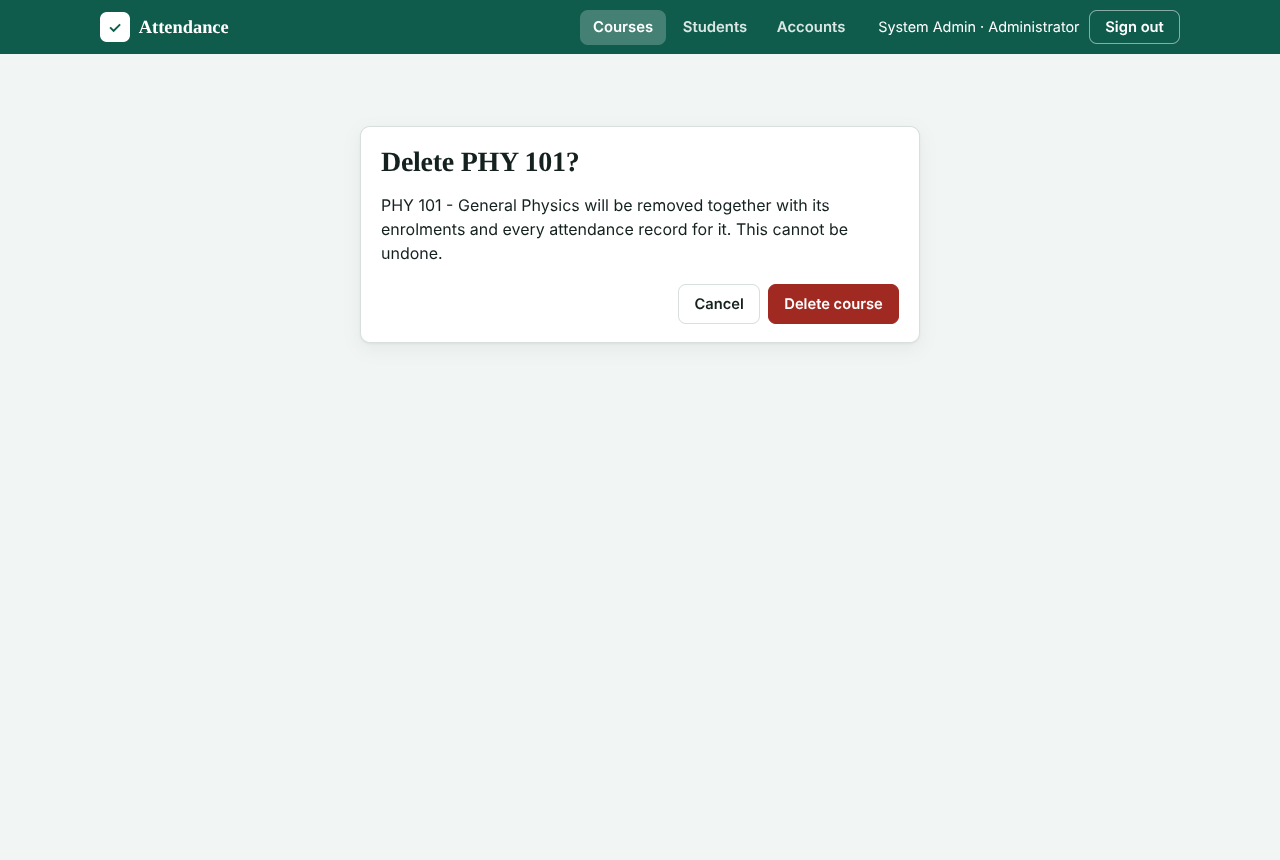 Attendance
Courses
Students
Accounts
System Admin · Administrator
Sign out
Delete PHY 101?
PHY 101 - General Physics will be removed together with its
enrolments and every attendance record for it. This cannot be
undone.
Cancel
Delete course